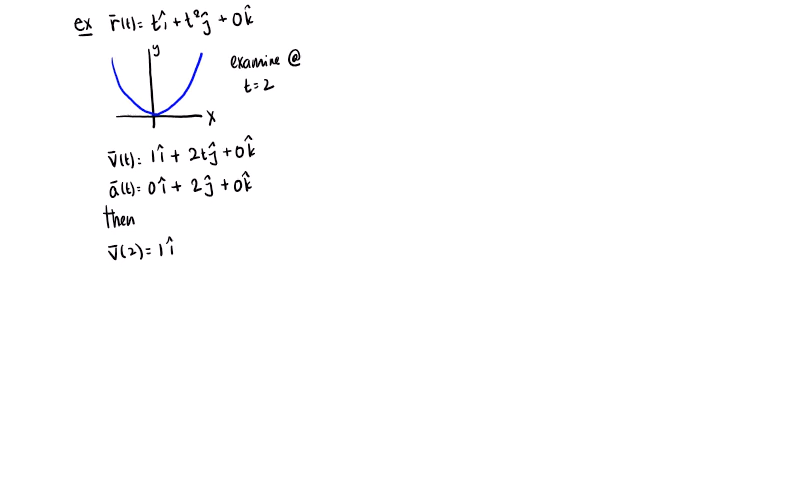 ex r̄(t)= tî + t²ĵ + 0k̂
y
examine @
t=2
x
v̄(t)= 1î + 2tĵ + 0k̂
ā(t)= 0î + 2ĵ + 0k̂
then
v̄(2)= 1î